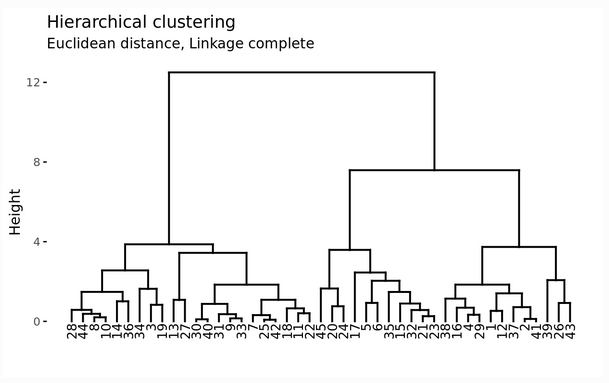 Hierarchical clustering
Euclidean distance, Linkage complete
12
8
4
0
Height
28 44 8 10 14 36 34 3 19 13 27 30 40 31 9 33 7 25 42 18 11 22 45 20 24 17 5 6 35 15 32 21 23 38 16 4 29 1 12 37 2 41 39 26 43